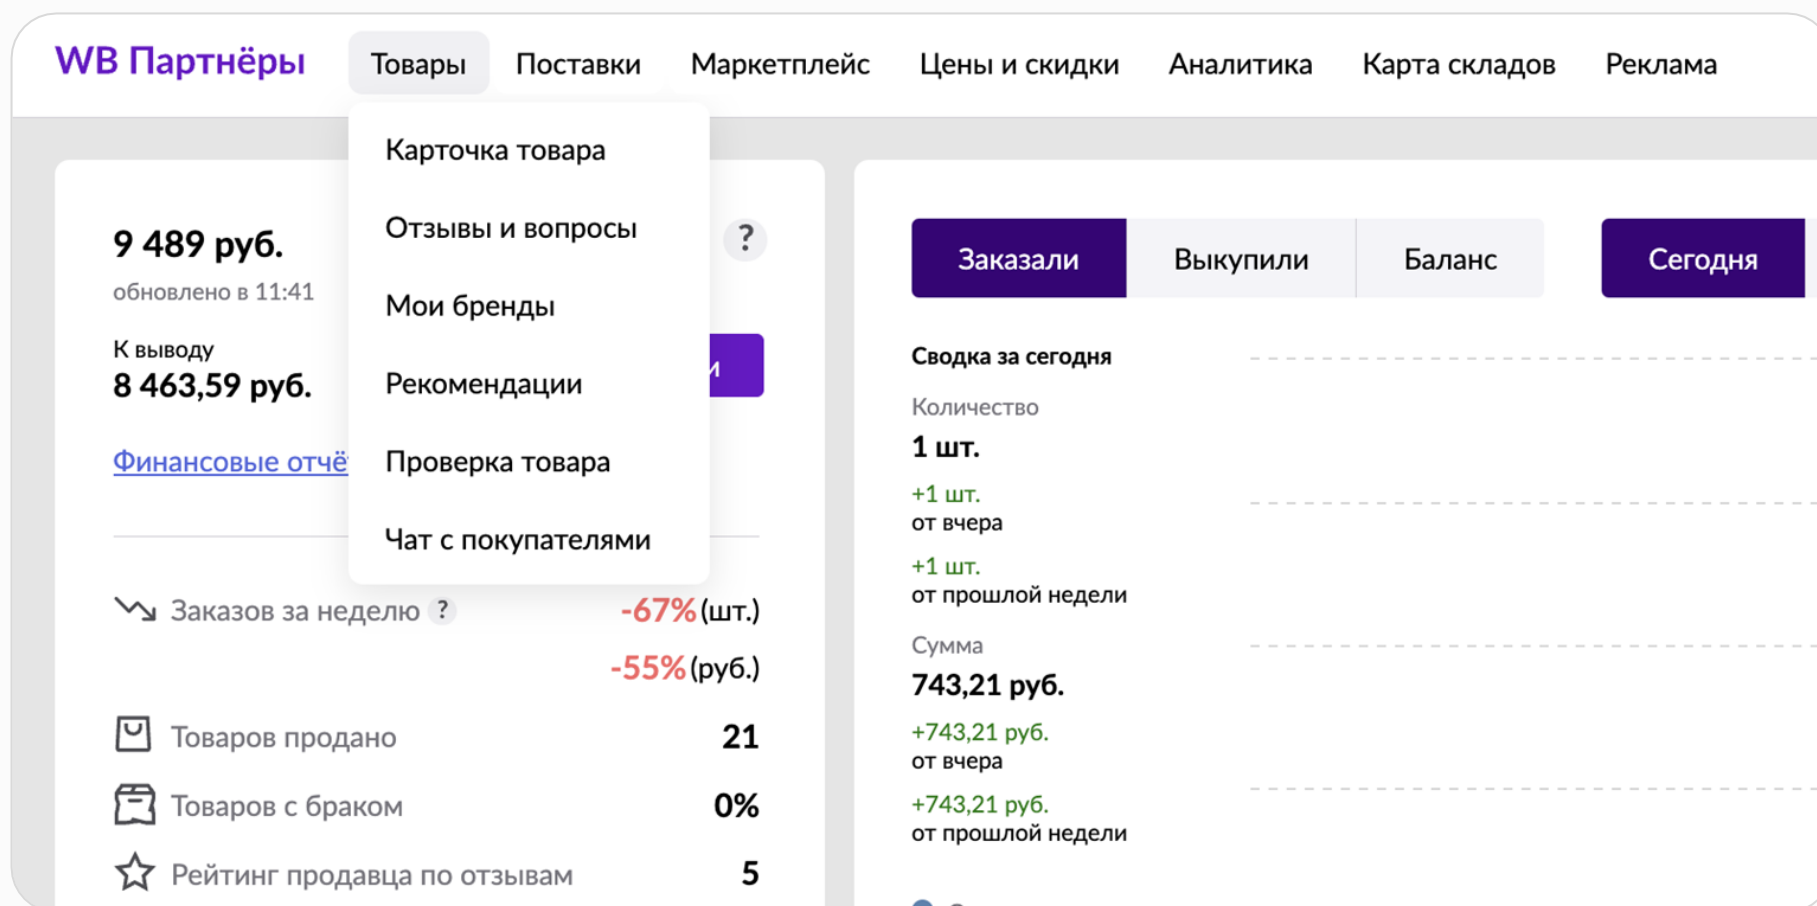 WB Партнёры
Товары
Поставки
Маркетплейс
Цены и скидки
Аналитика
Карта складов
Реклама
Карточка товара
Отзывы и вопросы
Мои бренды
Рекомендации
Проверка товара
Чат с покупателями
9 489 руб.
?
обновлено в 11:41
К выводу
8 463,59 руб.
и
Финансовые отчё
Заказов за неделю ? -67% (шт.)
-55% (руб.)
Товаров продано 21
Товаров с браком 0%
Рейтинг продавца по отзывам 5
Заказали
Выкупили
Баланс
Сегодня
Сводка за сегодня
Количество
1 шт.
+1 шт.
от вчера
+1 шт.
от прошлой недели
Сумма
743,21 руб.
+743,21 руб.
от вчера
+743,21 руб.
от прошлой недели